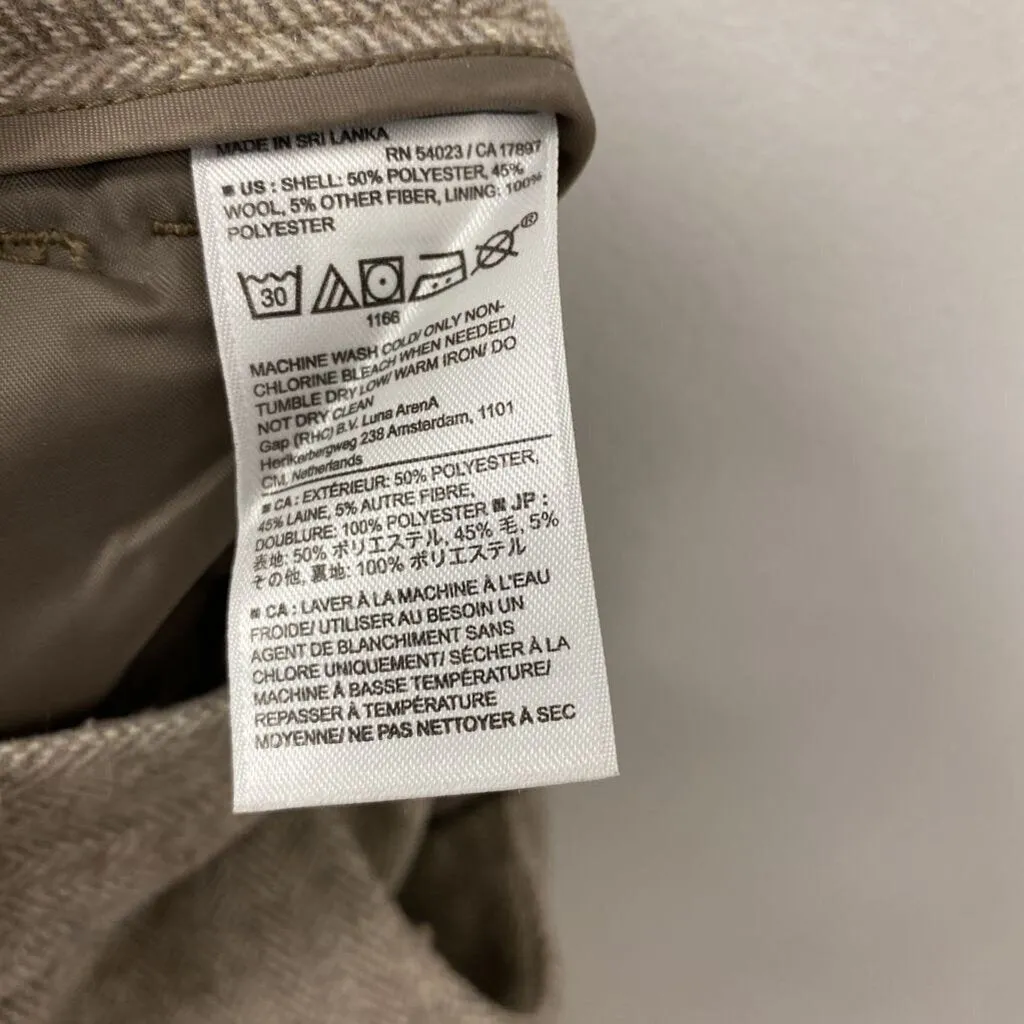 MADE IN SRI LANKA
RN 54023 / CA 17897
US : SHELL: 50% POLYESTER, 45%
WOOL, 5% OTHER FIBER, LINING: 100%
POLYESTER
30
®
1166
MACHINE WASH COLD/ ONLY NON-
CHLORINE BLEACH WHEN NEEDED/
TUMBLE DRY LOW/ WARM IRON/ DO
NOT DRY CLEAN
Gap (RHC) B.V. Luna ArenA
Herikerbergweg 238 Amsterdam, 1101
CM, Netherlands
CA : EXTÉRIEUR: 50% POLYESTER,
45% LAINE, 5% AUTRE FIBRE,
DOUBLURE: 100% POLYESTER JP :
表地: 50% ポリエステル, 45% 毛, 5%
その他, 裏地: 100% ポリエステル
CA : LAVER À LA MACHINE À L'EAU
FROIDE/ UTILISER AU BESOIN UN
AGENT DE BLANCHIMENT SANS
CHLORE UNIQUEMENT/ SÉCHER À LA
MACHINE À BASSE TEMPÉRATURE/
REPASSER À TEMPÉRATURE
MOYENNE/ NE PAS NETTOYER À SEC